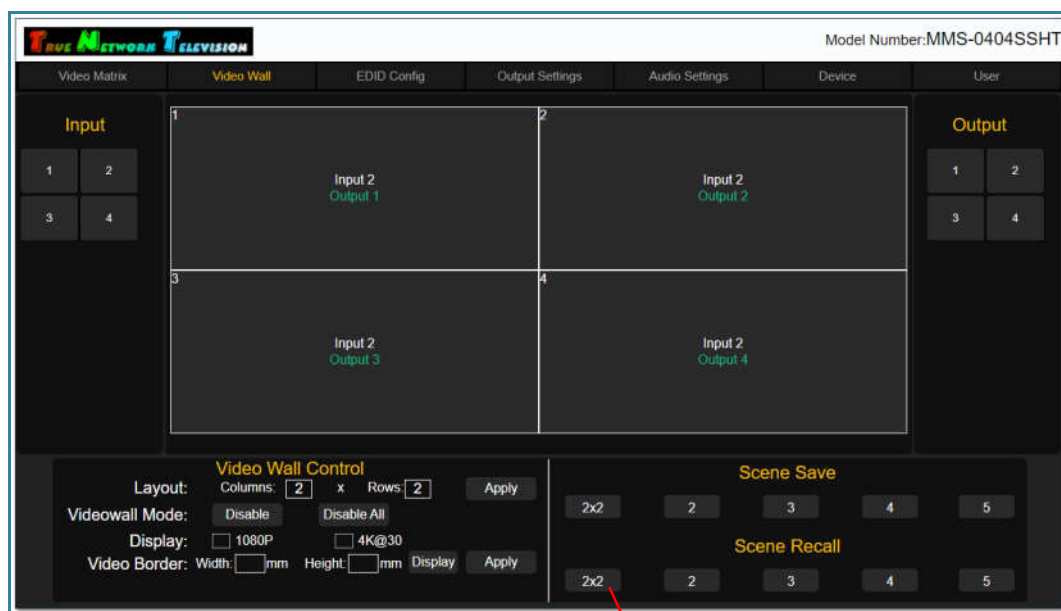 TRUE NETWORK TELEVISION
Model Number:MMS-0404SSHT
Video Matrix Video Wall EDID Config Output Settings Audio Settings Device User
Input
1 2
3 4
1
Input 2
Output 1
2
Input 2
Output 2
3
Input 2
Output 3
4
Input 2
Output 4
Output
1 2
3 4
Video Wall Control
Layout: Columns: 2 x Rows: 2 Apply
Videowall Mode: Disable Disable All
Display: 1080P 4K@30
Video Border: Width: mm Height: mm Display Apply
Scene Save
2x2 2 3 4 5
Scene Recall
2x2 2 3 4 5